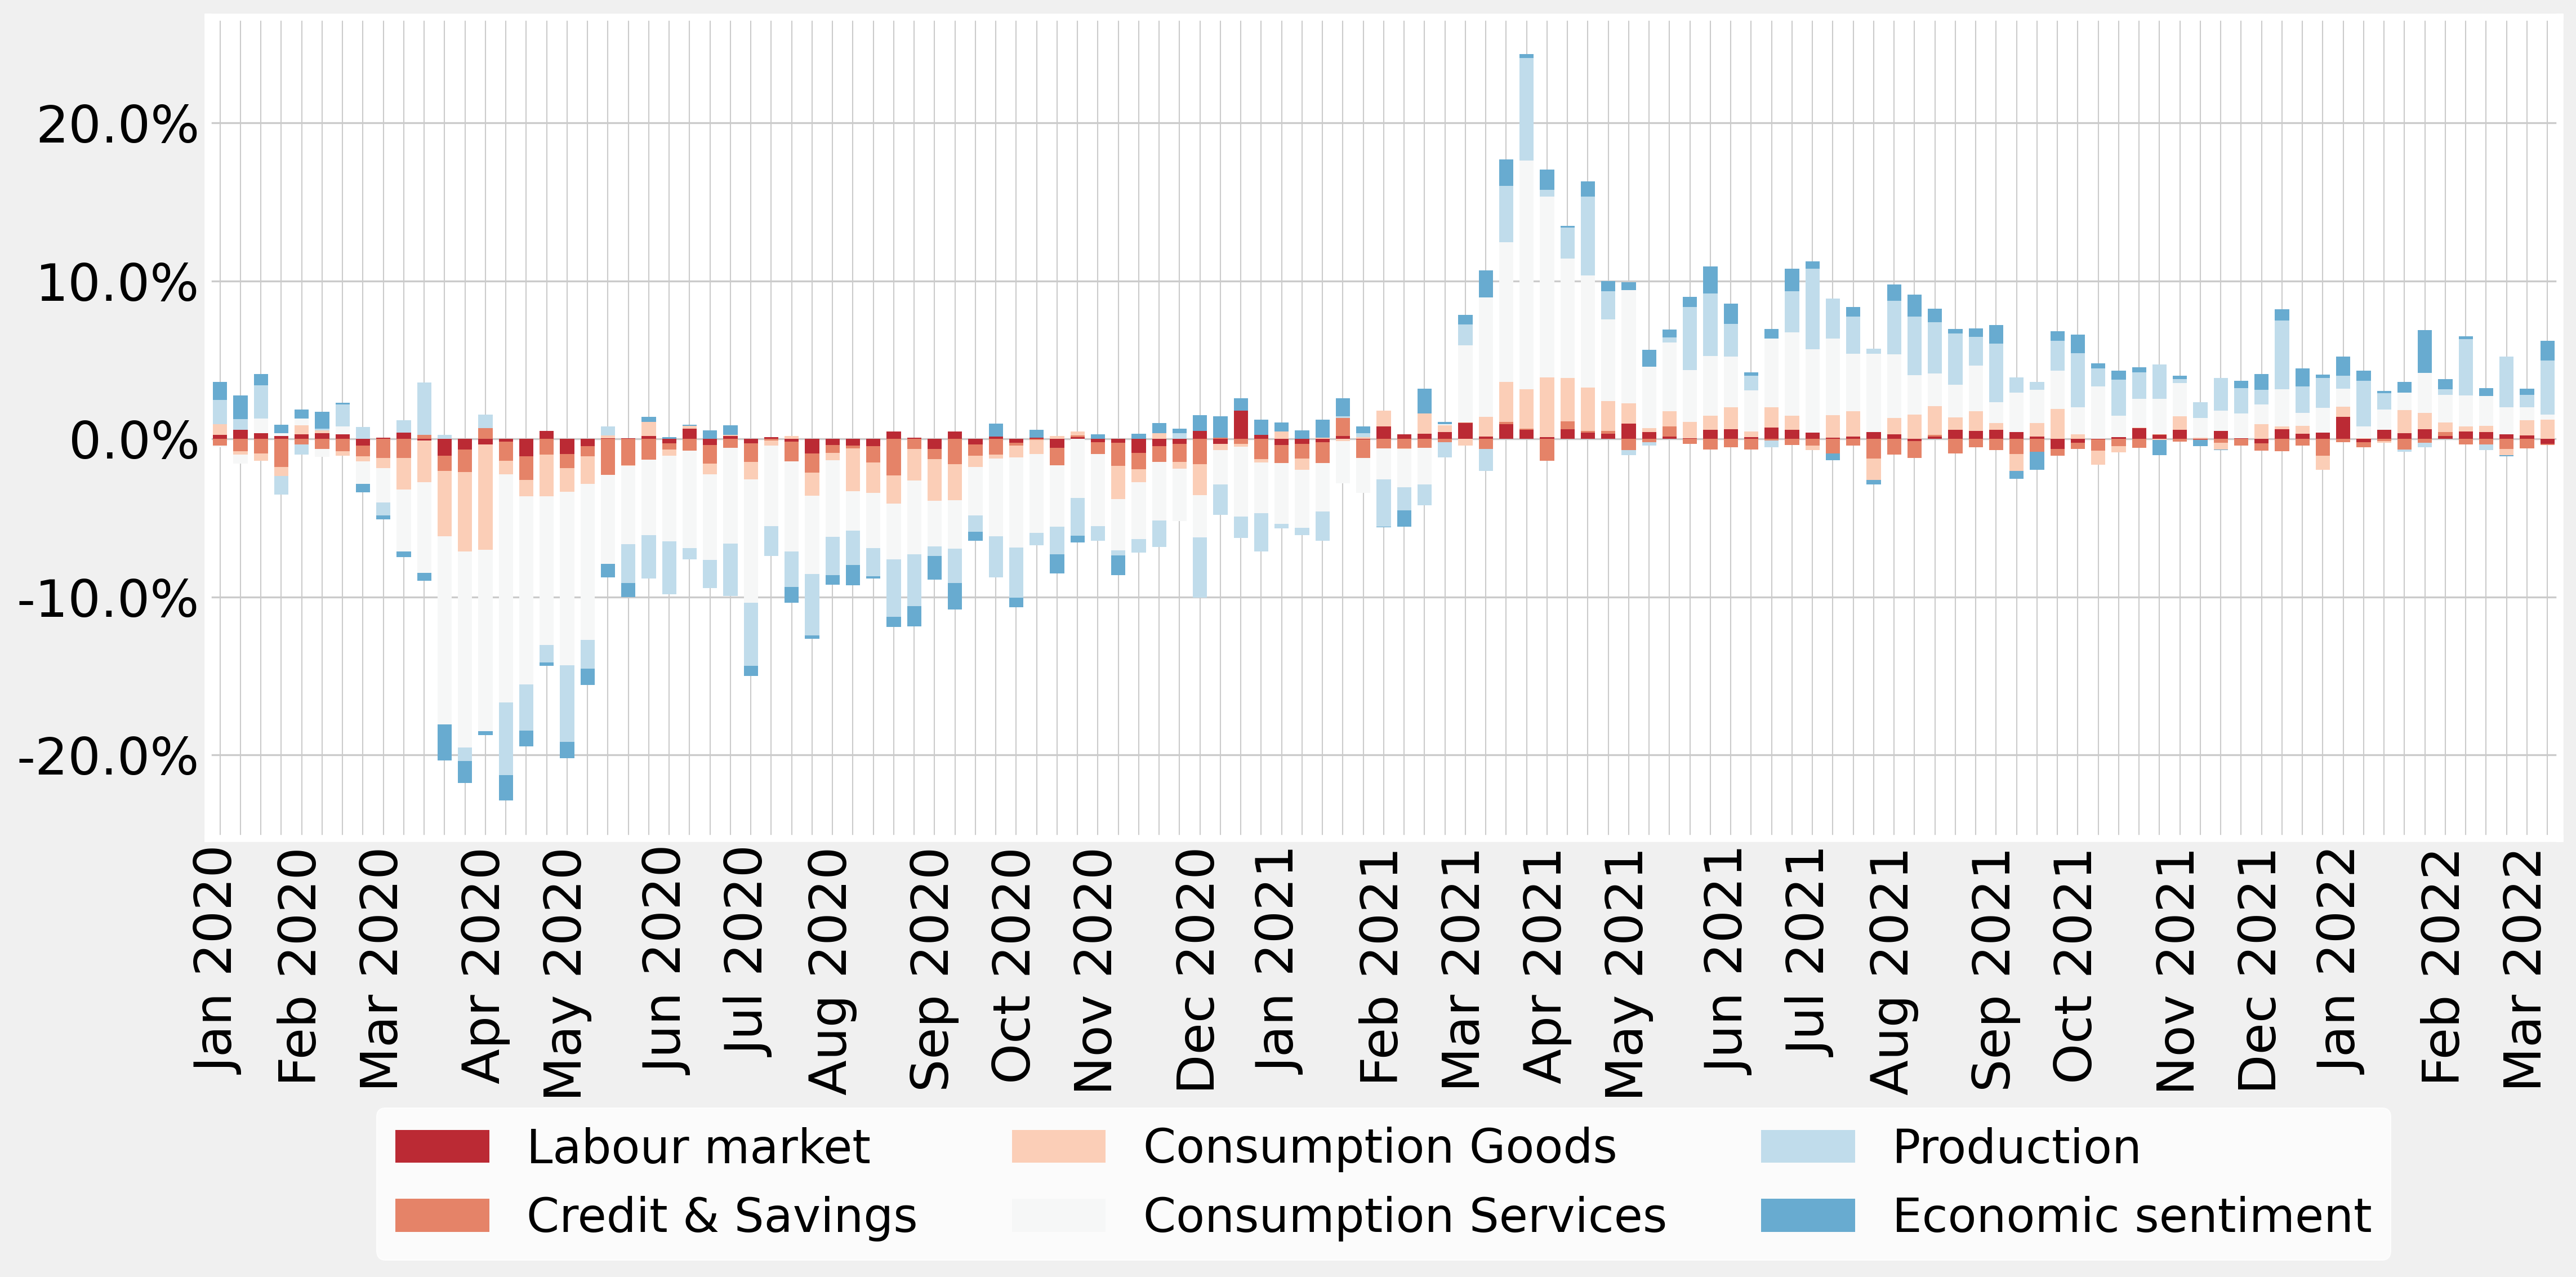 20.0%
10.0%
0.0%
-10.0%
-20.0%
Jan 2020
Feb 2020
Mar 2020
Apr 2020
May 2020
Jun 2020
Jul 2020
Aug 2020
Sep 2020
Oct 2020
Nov 2020
Dec 2020
Jan 2021
Feb 2021
Mar 2021
Apr 2021
May 2021
Jun 2021
Jul 2021
Aug 2021
Sep 2021
Oct 2021
Nov 2021
Dec 2021
Jan 2022
Feb 2022
Mar 2022
Labour market
Credit & Savings
Consumption Goods
Consumption Services
Production
Economic sentiment